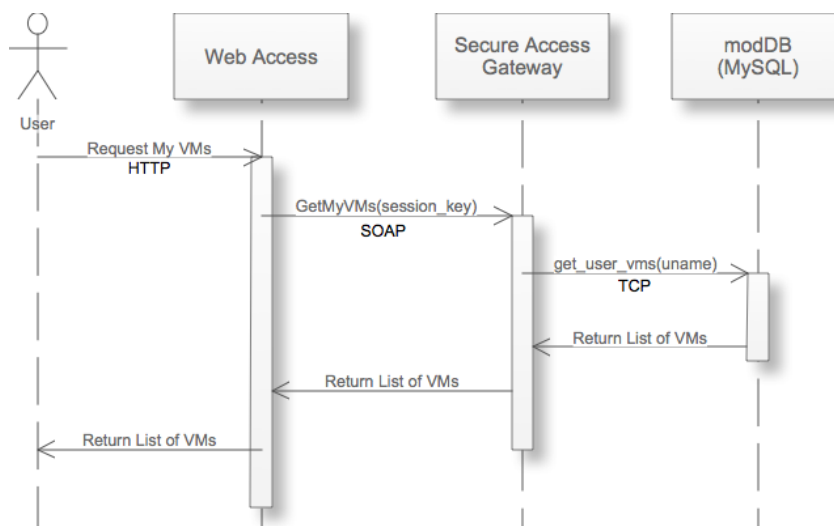 Web Access
Secure Access
Gateway
modDB
(MySQL)
User
Request My VMs
HTTP
GetMyVMs(session_key)
SOAP
get_user_vms(uname)
TCP
Return List of VMs
Return List of VMs
Return List of VMs